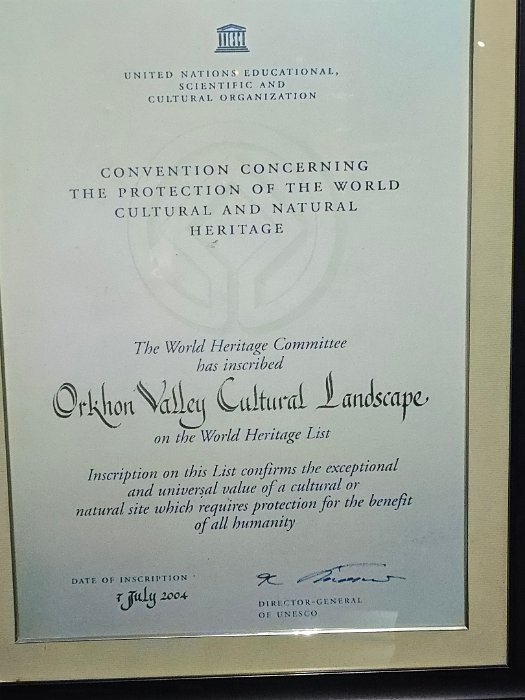 UNITED NATIONS EDUCATIONAL,
SCIENTIFIC AND
CULTURAL ORGANIZATION
CONVENTION CONCERNING
THE PROTECTION OF THE WORLD
CULTURAL AND NATURAL
HERITAGE
The World Heritage Committee
has inscribed
Orkhon Valley Cultural Landscape
on the World Heritage List
Inscription on this List confirms the exceptional
and universal value of a cultural or
natural site which requires protection for the benefit
of all humanity
DATE OF INSCRIPTION
7 July 2004
DIRECTOR-GENERAL
OF UNESCO